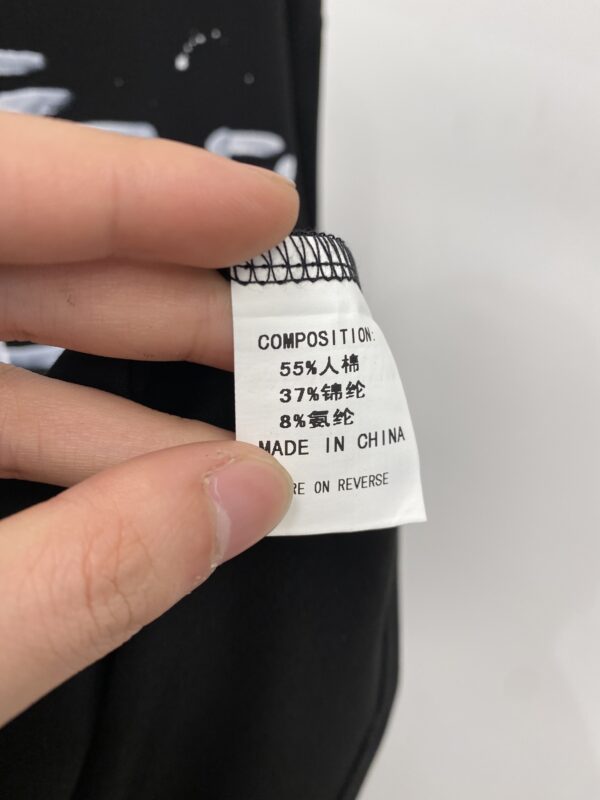 COMPOSITION:
55%人棉
37%锦纶
8%氨纶
MADE IN CHINA
ON REVERSE